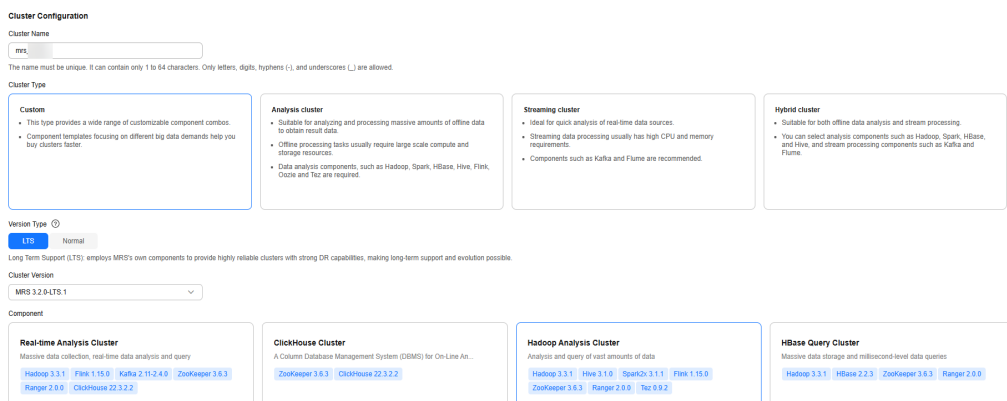 Cluster Configuration
Cluster Name
mrs_
The name must be unique. It can contain only 1 to 64 characters. Only letters, digits, hyphens (-), and underscores (_) are allowed.
Cluster Type
Custom
• This type provides a wide range of customizable component combos.
• Component templates focusing on different big data demands help you
buy clusters faster.
Analysis cluster
• Suitable for analyzing and processing massive amounts of offline data
to obtain result data.
• Offline processing tasks usually require large scale compute and
storage resources.
• Data analysis components, such as Hadoop, Spark, HBase, Hive, Flink,
Oozie and Tez are required.
Streaming cluster
• Ideal for quick analysis of real-time data sources.
• Streaming data processing usually has high CPU and memory
requirements.
• Components such as Kafka and Flume are recommended.
Hybrid cluster
• Suitable for both offline data analysis and stream processing.
• You can select analysis components such as Hadoop, Spark, HBase,
and Hive, and stream processing components such as Kafka and
Flume.
Version Type ?
LTS Normal
Long Term Support (LTS): employs MRS's own components to provide highly reliable clusters with strong DR capabilities, making long-term support and evolution possible.
Cluster Version
MRS 3.2.0-LTS.1
Component
Real-time Analysis Cluster
Massive data collection, real-time data analysis and query
Hadoop 3.3.1 Flink 1.15.0 Kafka 2.11-2.4.0 ZooKeeper 3.6.3
Ranger 2.0.0 ClickHouse 22.3.2.2
ClickHouse Cluster
A Column Database Management System (DBMS) for On-Line An...
ZooKeeper 3.6.3 ClickHouse 22.3.2.2
Hadoop Analysis Cluster
Analysis and query of vast amounts of data
Hadoop 3.3.1 Hive 3.1.0 Spark2x 3.1.1 Flink 1.15.0
ZooKeeper 3.6.3 Ranger 2.0.0 Tez 0.9.2
HBase Query Cluster
Massive data storage and millisecond-level data queries
Hadoop 3.3.1 HBase 2.2.3 ZooKeeper 3.6.3 Ranger 2.0.0